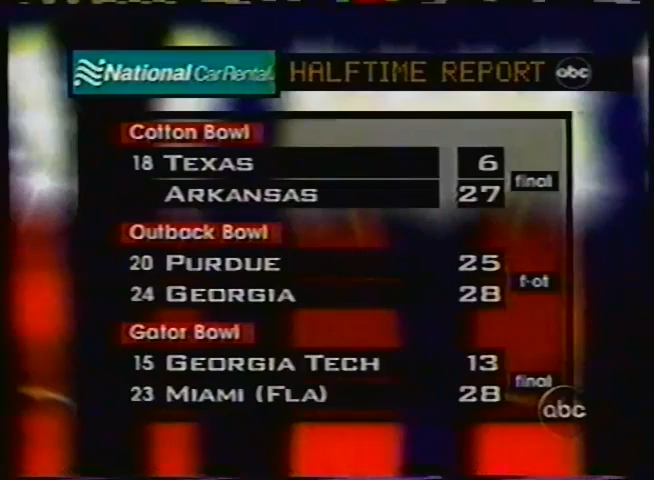 National Car Rental.
HALFTIME REPORT abc
Cotton Bowl
18 TEXAS 6
ARKANSAS 27
final
Outback Bowl
20 PURDUE 25
24 GEORGIA 28
f-ot
Gator Bowl
15 GEORGIA TECH 13
23 MIAMI (FLA) 28
final
abc